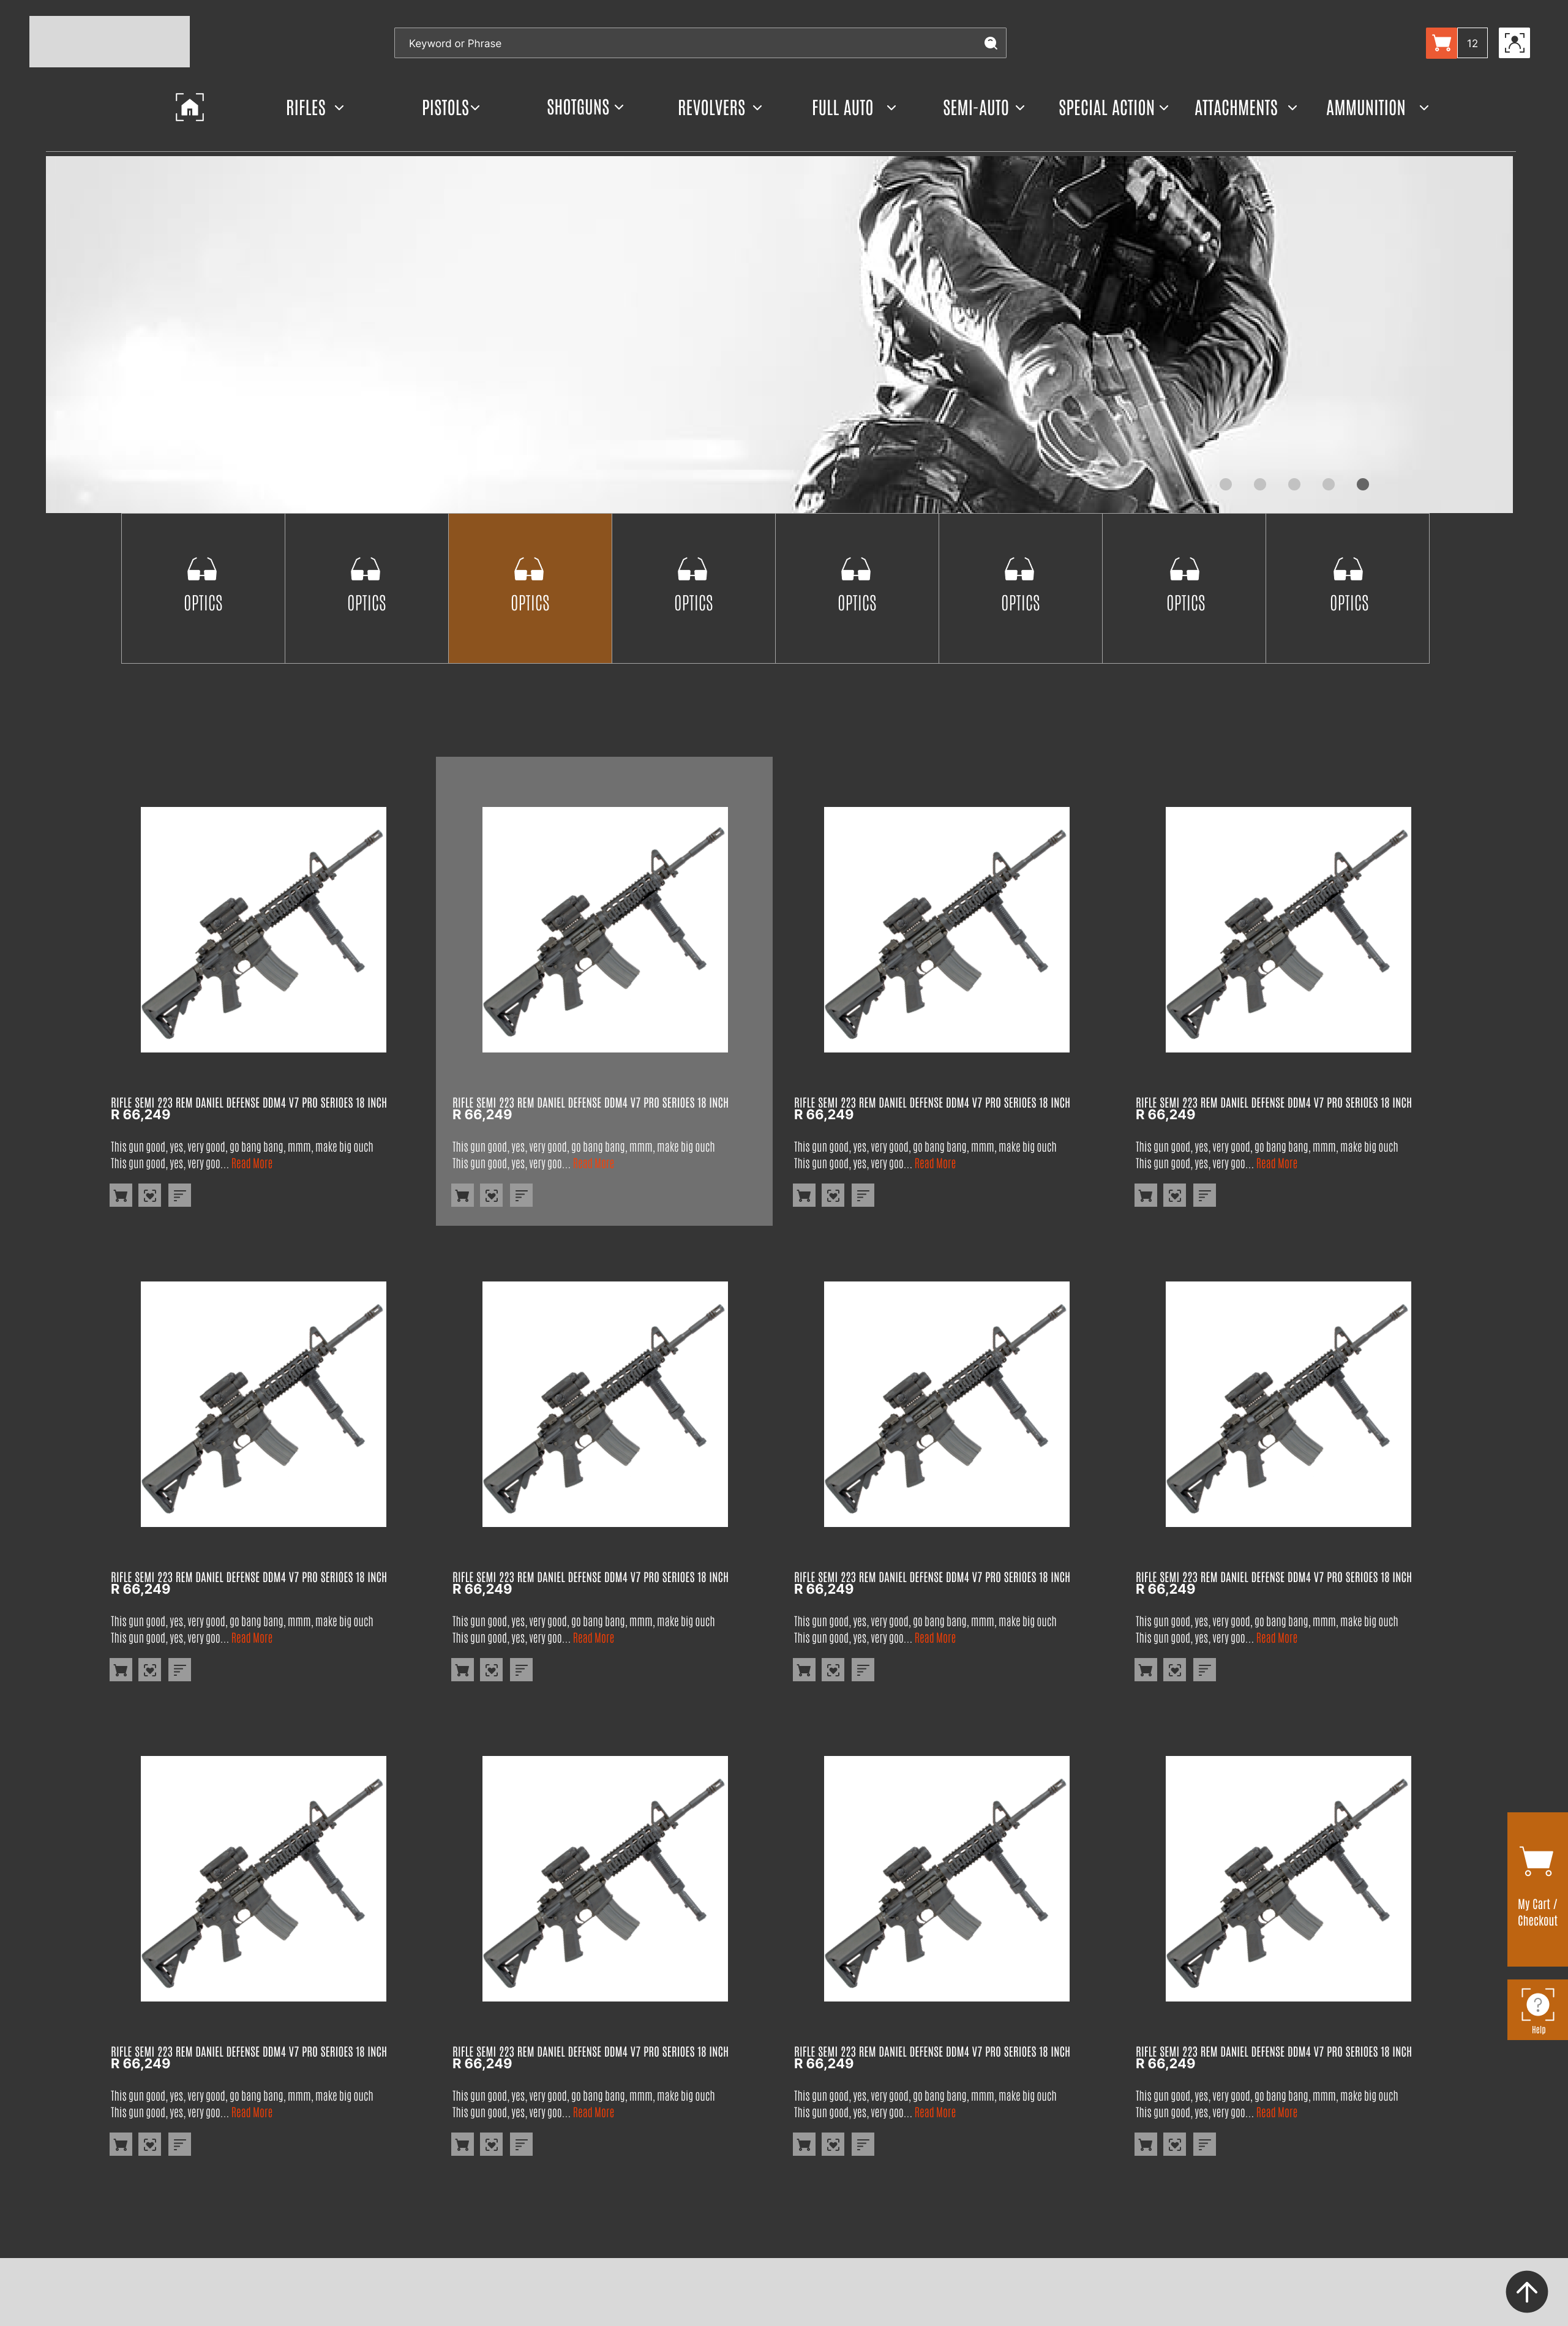 Keyword or Phrase
12
RIFLES
PISTOLS
SHOTGUNS
REVOLVERS
FULL AUTO
SEMI-AUTO
SPECIAL ACTION
ATTACHMENTS
AMMUNITION
OPTICS
OPTICS
OPTICS
OPTICS
OPTICS
OPTICS
OPTICS
OPTICS
RIFLE SEMI 223 REM DANIEL DEFENSE DDM4 V7 PRO SERIOES 18 INCH
R 66,249
This gun good, yes, very good, go bang bang, mmm, make big ouch
This gun good, yes, very goo... Read More
RIFLE SEMI 223 REM DANIEL DEFENSE DDM4 V7 PRO SERIOES 18 INCH
R 66,249
This gun good, yes, very good, go bang bang, mmm, make big ouch
This gun good, yes, very goo... Read More
RIFLE SEMI 223 REM DANIEL DEFENSE DDM4 V7 PRO SERIOES 18 INCH
R 66,249
This gun good, yes, very good, go bang bang, mmm, make big ouch
This gun good, yes, very goo... Read More
RIFLE SEMI 223 REM DANIEL DEFENSE DDM4 V7 PRO SERIOES 18 INCH
R 66,249
This gun good, yes, very good, go bang bang, mmm, make big ouch
This gun good, yes, very goo... Read More
RIFLE SEMI 223 REM DANIEL DEFENSE DDM4 V7 PRO SERIOES 18 INCH
R 66,249
This gun good, yes, very good, go bang bang, mmm, make big ouch
This gun good, yes, very goo... Read More
RIFLE SEMI 223 REM DANIEL DEFENSE DDM4 V7 PRO SERIOES 18 INCH
R 66,249
This gun good, yes, very good, go bang bang, mmm, make big ouch
This gun good, yes, very goo... Read More
RIFLE SEMI 223 REM DANIEL DEFENSE DDM4 V7 PRO SERIOES 18 INCH
R 66,249
This gun good, yes, very good, go bang bang, mmm, make big ouch
This gun good, yes, very goo... Read More
RIFLE SEMI 223 REM DANIEL DEFENSE DDM4 V7 PRO SERIOES 18 INCH
R 66,249
This gun good, yes, very good, go bang bang, mmm, make big ouch
This gun good, yes, very goo... Read More
My Cart /
Checkout
?
Help
RIFLE SEMI 223 REM DANIEL DEFENSE DDM4 V7 PRO SERIOES 18 INCH
R 66,249
This gun good, yes, very good, go bang bang, mmm, make big ouch
This gun good, yes, very goo... Read More
RIFLE SEMI 223 REM DANIEL DEFENSE DDM4 V7 PRO SERIOES 18 INCH
R 66,249
This gun good, yes, very good, go bang bang, mmm, make big ouch
This gun good, yes, very goo... Read More
RIFLE SEMI 223 REM DANIEL DEFENSE DDM4 V7 PRO SERIOES 18 INCH
R 66,249
This gun good, yes, very good, go bang bang, mmm, make big ouch
This gun good, yes, very goo... Read More
RIFLE SEMI 223 REM DANIEL DEFENSE DDM4 V7 PRO SERIOES 18 INCH
R 66,249
This gun good, yes, very good, go bang bang, mmm, make big ouch
This gun good, yes, very goo... Read More